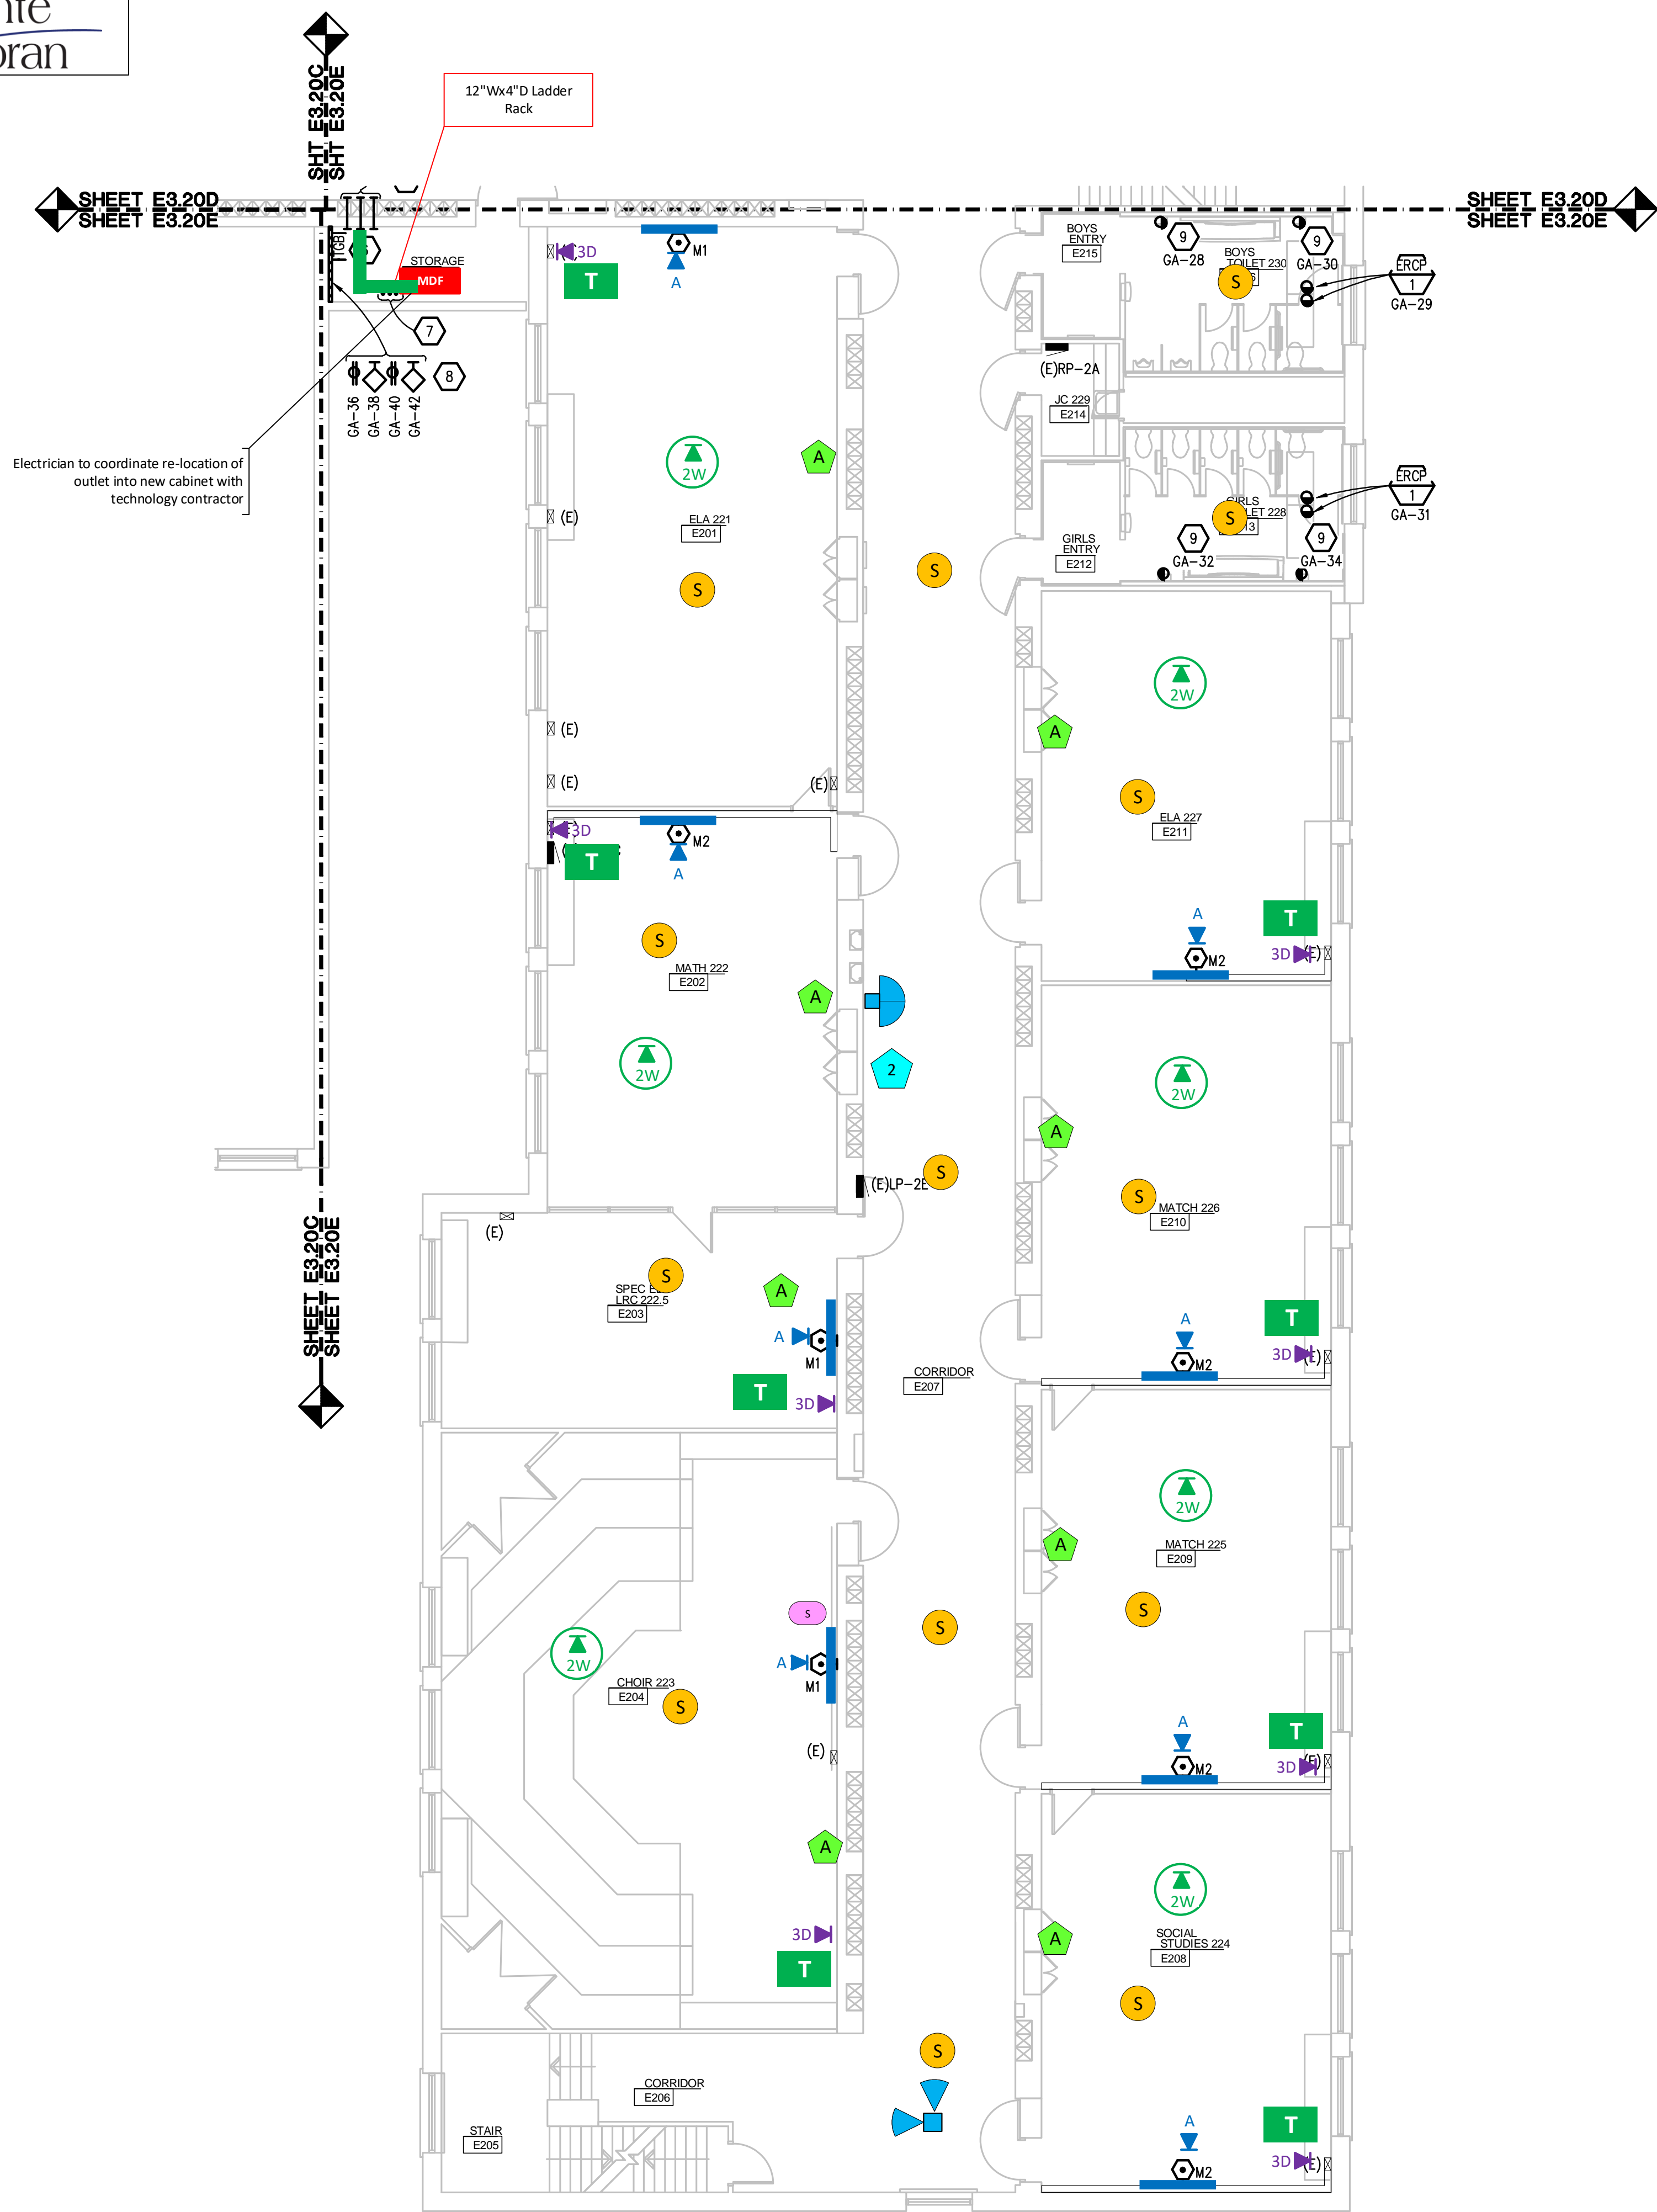 12"Wx4"D Ladder
Rack
SHT E3.20C
SHT E3.20E
SHEET E3.20D
SHEET E3.20E
SHEET E3.20D
SHEET E3.20E
TGB
STORAGE
MDF
7
8
GA-36
GA-38
GA-40
GA-42
Electrician to coordinate re-location of
outlet into new cabinet with
technology contractor
3D
T
M1
A
2W
A
ELA 221
E201
(E)
S
(E)
(E)
(E)
BOYS
ENTRY
E215
9
GA-28
BOYS
TOILET 230
S
9
GA-30
ERCP
1
GA-29
(E)RP-2A
JC 229
E214
ERCP
1
GA-31
GIRLS
ENTRY
E212
S
GIRLS
9
GA-32
9
GA-34
S
3D
T
M2
A
S
MATH 222
E202
A
2W
2
2W
A
S
ELA 227
E211
A
T
3D
(E)
M2
(E)LP-2E
S
2W
A
S
MATCH 226
E210
A
T
3D
(E)
M2
SHEET E3.20C
SHEET E3.20E
(E)
S
SPEC
LRC 222.5
E203
A
A
M1
T
3D
CORRIDOR
E207
2W
A
MATCH 225
E209
S
A
T
3D
(E)
M2
S
S
A
M1
2W
CHOIR 223
E204
S
(E)
A
3D
T
2W
A
SOCIAL
STUDIES 224
E208
S
A
T
3D
(E)
M2
S
CORRIDOR
E206
STAIR
E205